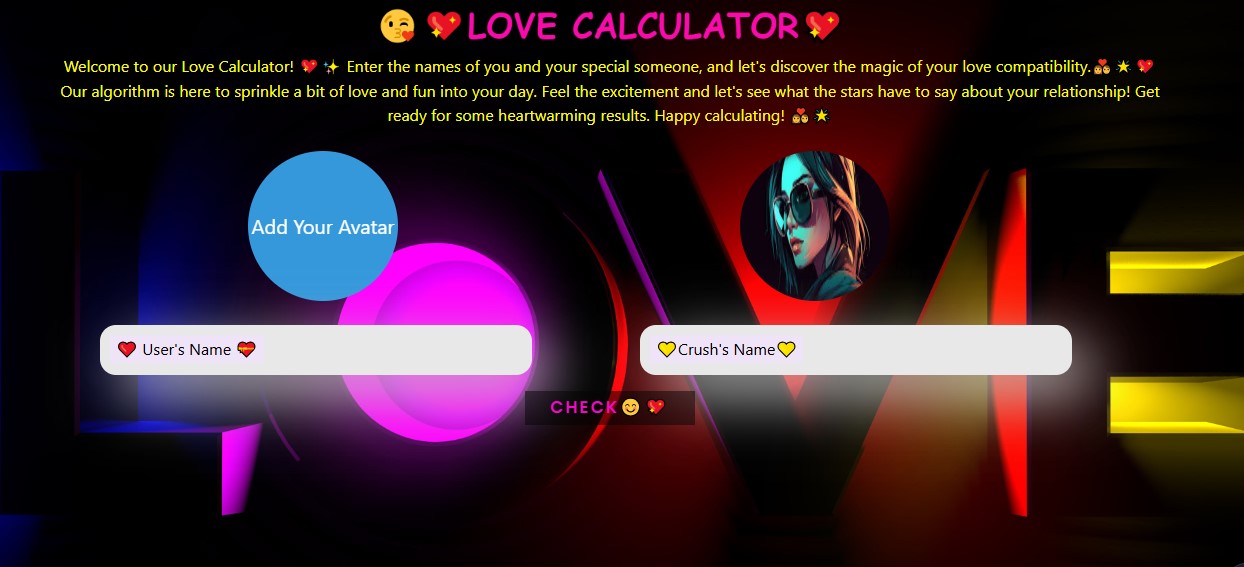 😘 💖LOVE CALCULATOR💖
Welcome to our Love Calculator! 💖 ✨ Enter the names of you and your special someone, and let's discover the magic of your love compatibility.💑 🌟 💖
Our algorithm is here to sprinkle a bit of love and fun into your day. Feel the excitement and let's see what the stars have to say about your relationship! Get
ready for some heartwarming results. Happy calculating! 💑 🌟
Add Your Avatar
LOVE
❤️ User's Name 💝
💛Crush's Name💛
CHECK😊 💖